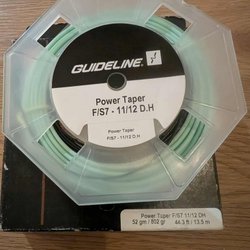 GUIDELINE
Power Taper
F/S7 - 11/12 D.H
Power Taper
F/S7 - 11/12 D.H
Power Taper F/S7 11/12 DH
52 gm / 802 gr
44.3 ft / 13.5 m